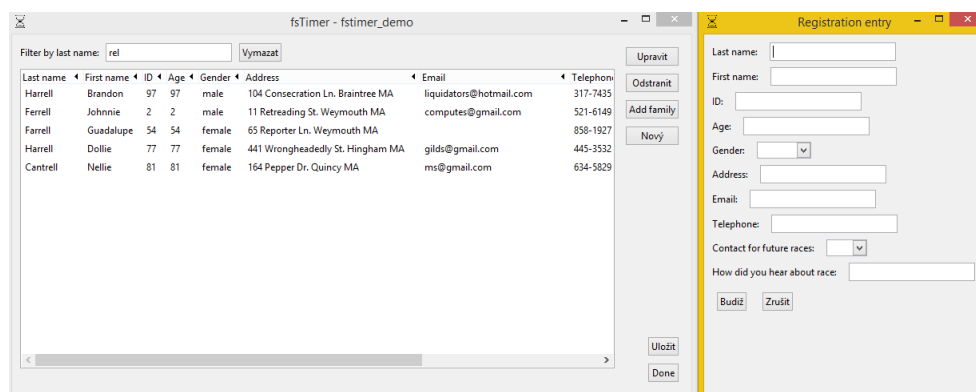 fsTimer - fstimer_demo
Filter by last name: rel Vymazat
Last name First name ID Age Gender Address Email Telephon
Harrell Brandon 97 97 male 104 Consecration Ln. Braintree MA liquidators@hotmail.com 317-7435
Ferrell Johnnie 2 2 male 11 Retreading St. Weymouth MA computes@gmail.com 521-6149
Farrell Guadalupe 54 54 female 65 Reporter Ln. Weymouth MA 858-1927
Harrell Dollie 77 77 female 441 Wrongheadedly St. Hingham MA gilds@gmail.com 445-3532
Cantrell Nellie 81 81 female 164 Pepper Dr. Quincy MA ms@gmail.com 634-5829
Upravit
Odstranit
Add family
Nový
Uložit
Done
Registration entry
Last name:
First name:
ID:
Age:
Gender:
Address:
Email:
Telephone:
Contact for future races:
How did you hear about race:
Budiž Zrušit